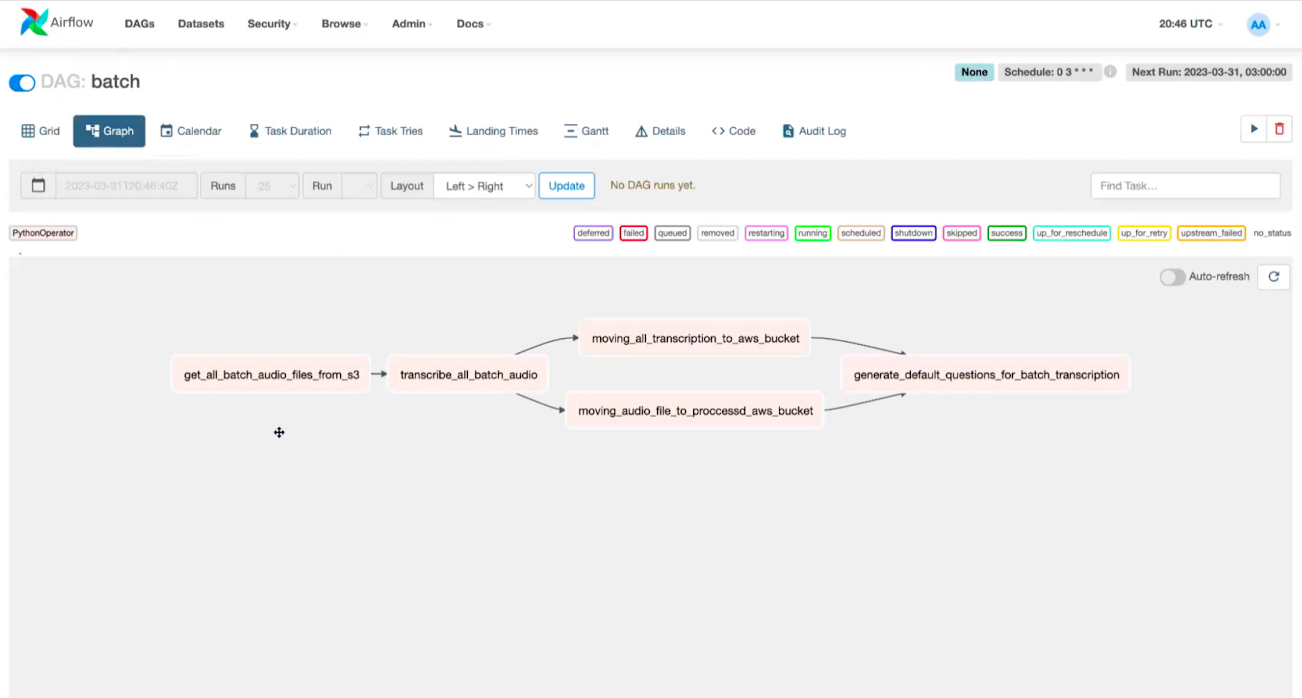 Airflow DAGs Datasets Security Browse Admin Docs 20:46 UTC AA
DAG: batch None Schedule: 0 3 * * * Next Run: 2023-03-31, 03:00:00
Grid Graph Calendar Task Duration Task Tries Landing Times Gantt Details Code Audit Log
2023-03-31T20:46:40Z Runs 25 Run Layout Left > Right Update No DAG runs yet. Find Task...
PythonOperator deferred failed queued removed restarting running scheduled shutdown skipped success up_for_reschedule up_for_retry upstream_failed no_status
Auto-refresh
moving_all_transcription_to_aws_bucket
get_all_batch_audio_files_from_s3 transcribe_all_batch_audio generate_default_questions_for_batch_transcription
moving_audio_file_to_proccessd_aws_bucket